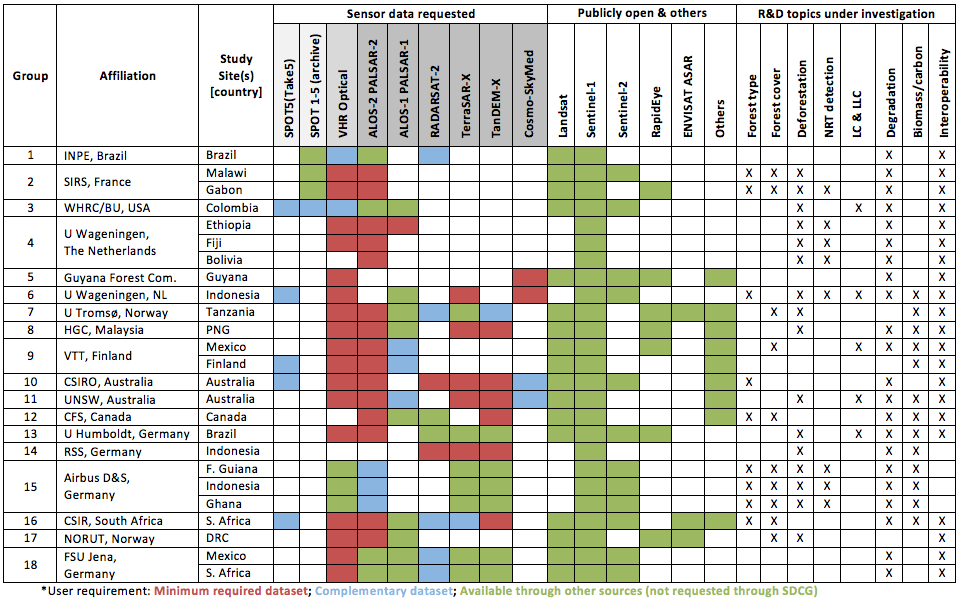 Sensor data requested Publicly open & others R&D topics under investigation
Group Affiliation Study Site(s) [country] SPOT5(Take5) SPOT 1-5 (archive) VHR Optical ALOS-2 PALSAR-2 ALOS-1 PALSAR-1 RADARSAT-2 TerraSAR-X TanDEM-X Cosmo-SkyMed Landsat Sentinel-1 Sentinel-2 RapidEye ENVISAT ASAR Others Forest type Forest cover Deforestation NRT detection LC & LLC Degradation Biomass/carbon Interoperability
1 INPE, Brazil Brazil X X
2 SIRS, France Malawi X X X X X
Gabon X X X X X X
3 WHRC/BU, USA Colombia X X X X
4 U Wageningen, The Netherlands Ethiopia X X X X
Fiji X X X X
Bolivia X X X X
5 Guyana Forest Com. Guyana X X
6 U Wageningen, NL Indonesia X X X X X X X
7 U Tromsø, Norway Tanzania X X X X
8 HGC, Malaysia PNG X X X X
9 VTT, Finland Mexico X X X X X
Finland X X
10 CSIRO, Australia Australia X X X
11 UNSW, Australia Australia X X X X X
12 CFS, Canada Canada X X X X X
13 U Humboldt, Germany Brazil X X X X X
14 RSS, Germany Indonesia X X X
15 Airbus D&S, Germany F. Guiana X X X X X X
Indonesia X X X X X X
Ghana X X X X X X
16 CSIR, South Africa S. Africa X X X X X
17 NORUT, Norway DRC X X X
18 FSU Jena, Germany Mexico X X
S. Africa X X
*User requirement: Minimum required dataset; Complementary dataset; Available through other sources (not requested through SDCG)